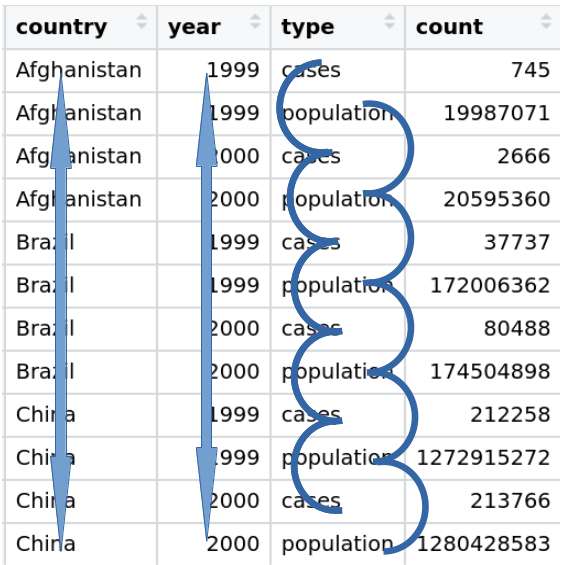 country year type count
Afghanistan 1999 cases 745
Afghanistan 1999 population 19987071
Afghanistan 2000 cases 2666
Afghanistan 2000 population 20595360
Brazil 1999 cases 37737
Brazil 1999 population 172006362
Brazil 2000 cases 80488
Brazil 2000 population 174504898
China 1999 cases 212258
China 1999 population 1272915272
China 2000 cases 213766
China 2000 population 1280428583